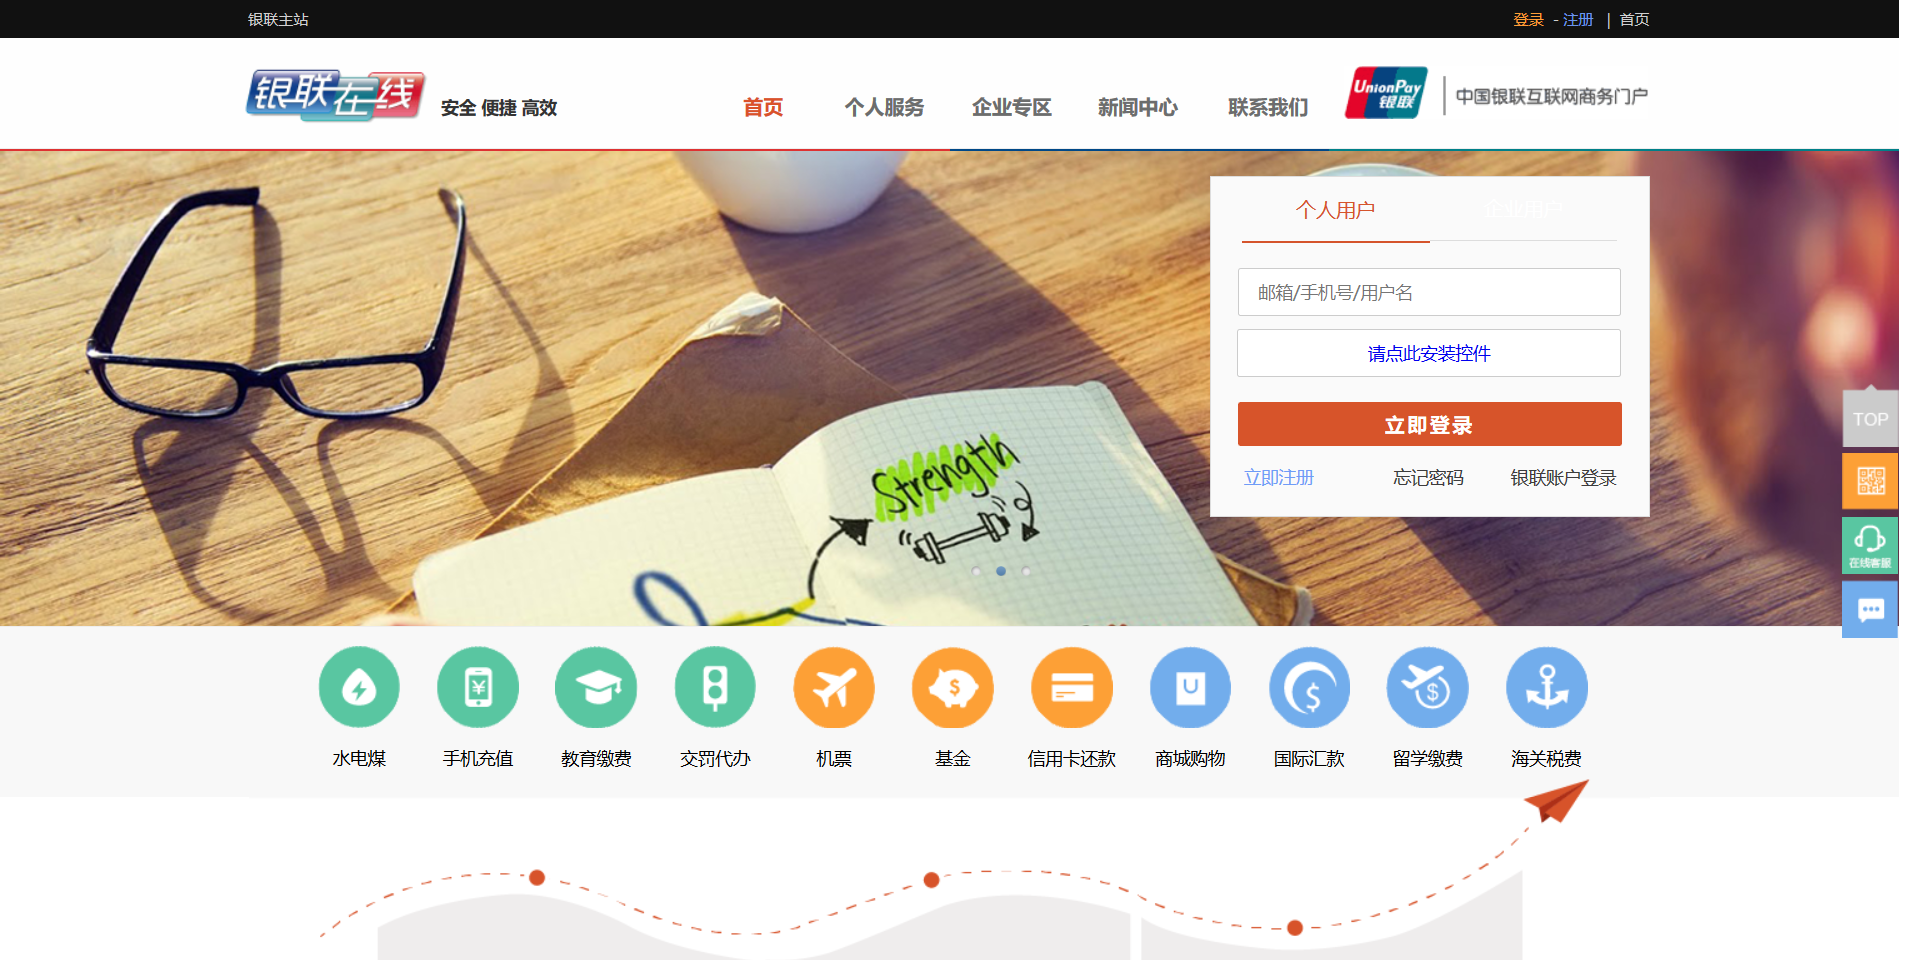 银联主站
登录 - 注册 | 首页
银联在线 安全 便捷 高效
首页 个人服务 企业专区 新闻中心 联系我们
UnionPay
银联
中国银联互联网商务门户
个人用户 企业用户
邮箱/手机号/用户名
请点此安装控件
立即登录
立即注册 忘记密码 银联账户登录
Strength
TOP
在线客服
水电煤 手机充值 教育缴费 交罚代办 机票 基金 信用卡还款 商城购物 国际汇款 留学缴费 海关税费